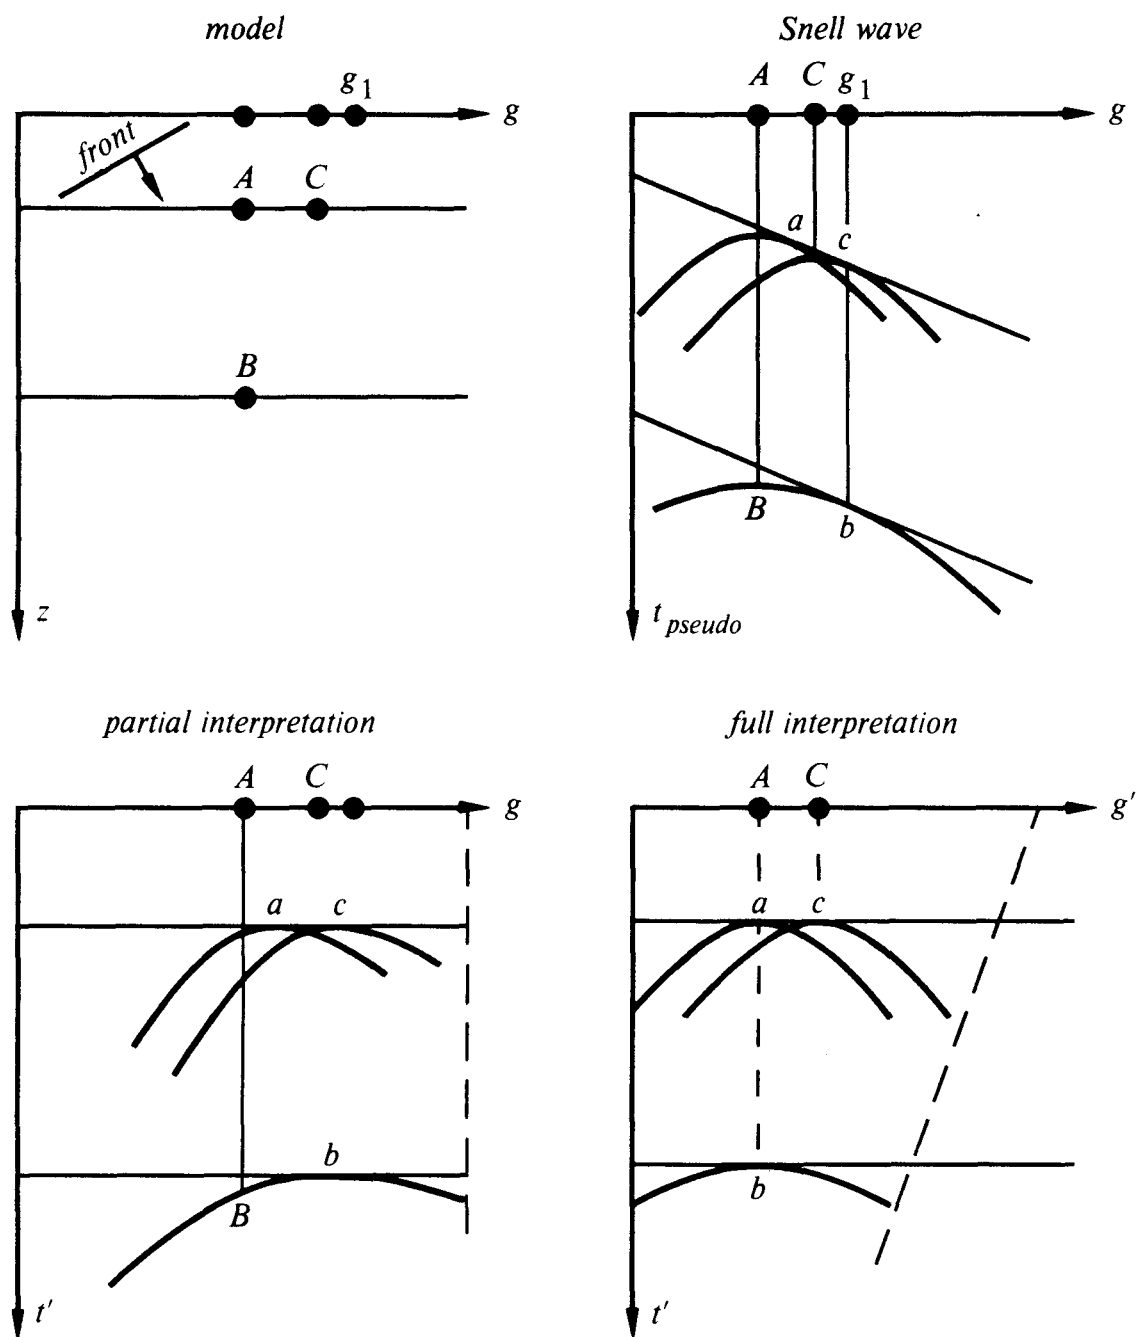 model
g₁
g
front
A C
B
z
Snell wave
A C g₁
g
a
c
B b
t pseudo
partial interpretation
A C
g
a c
b
B
t′
full interpretation
A C
g′
a c
b
t′